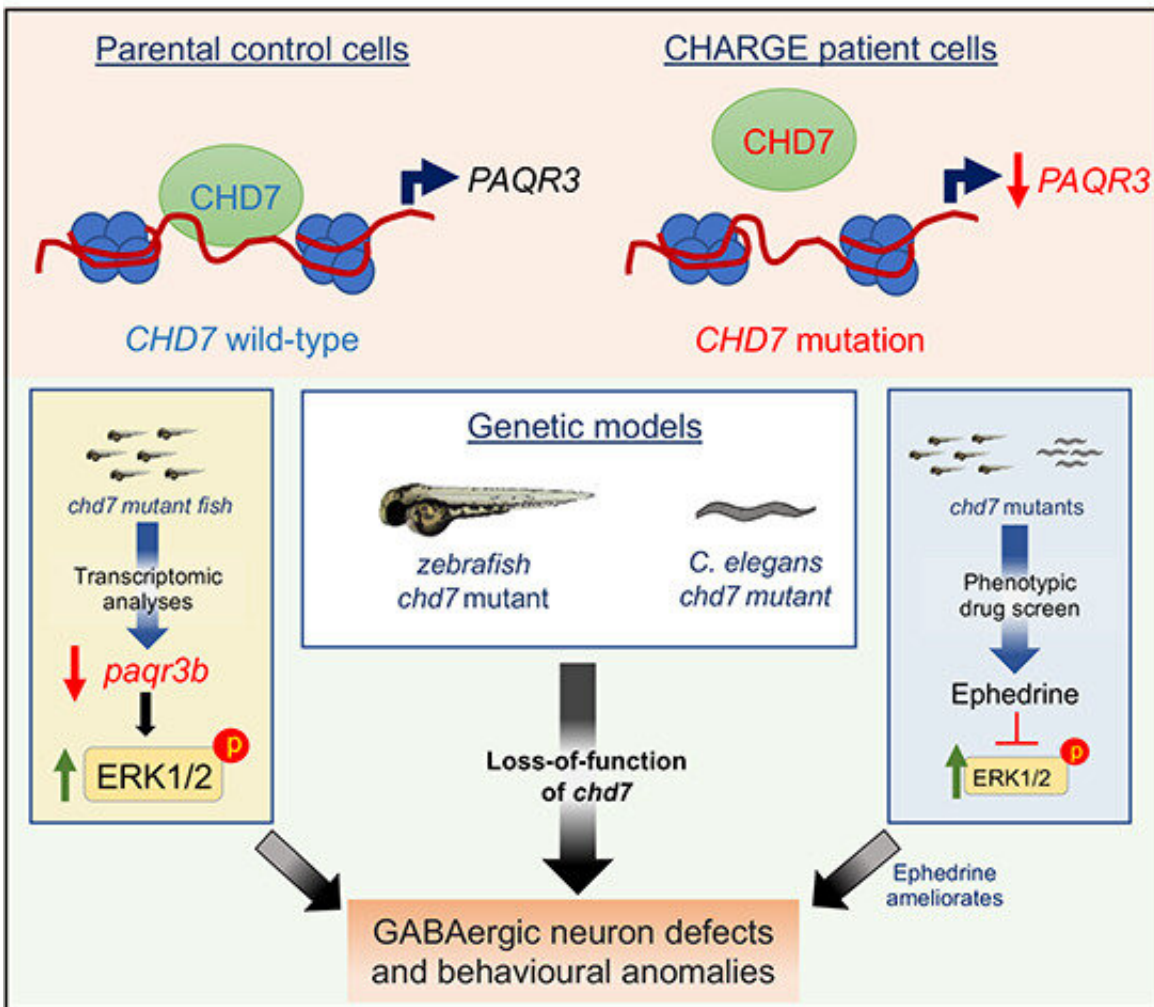 Parental control cells
CHARGE patient cells
CHD7
PAQR3
CHD7
PAQR3
CHD7 wild-type
CHD7 mutation
chd7 mutant fish
Transcriptomic
analyses
paqr3b
p
ERK1/2
Genetic models
zebrafish
chd7 mutant
C. elegans
chd7 mutant
Loss-of-function
of chd7
chd7 mutants
Phenotypic
drug screen
Ephedrine
p
ERK1/2
Ephedrine
ameliorates
GABAergic neuron defects
and behavioural anomalies